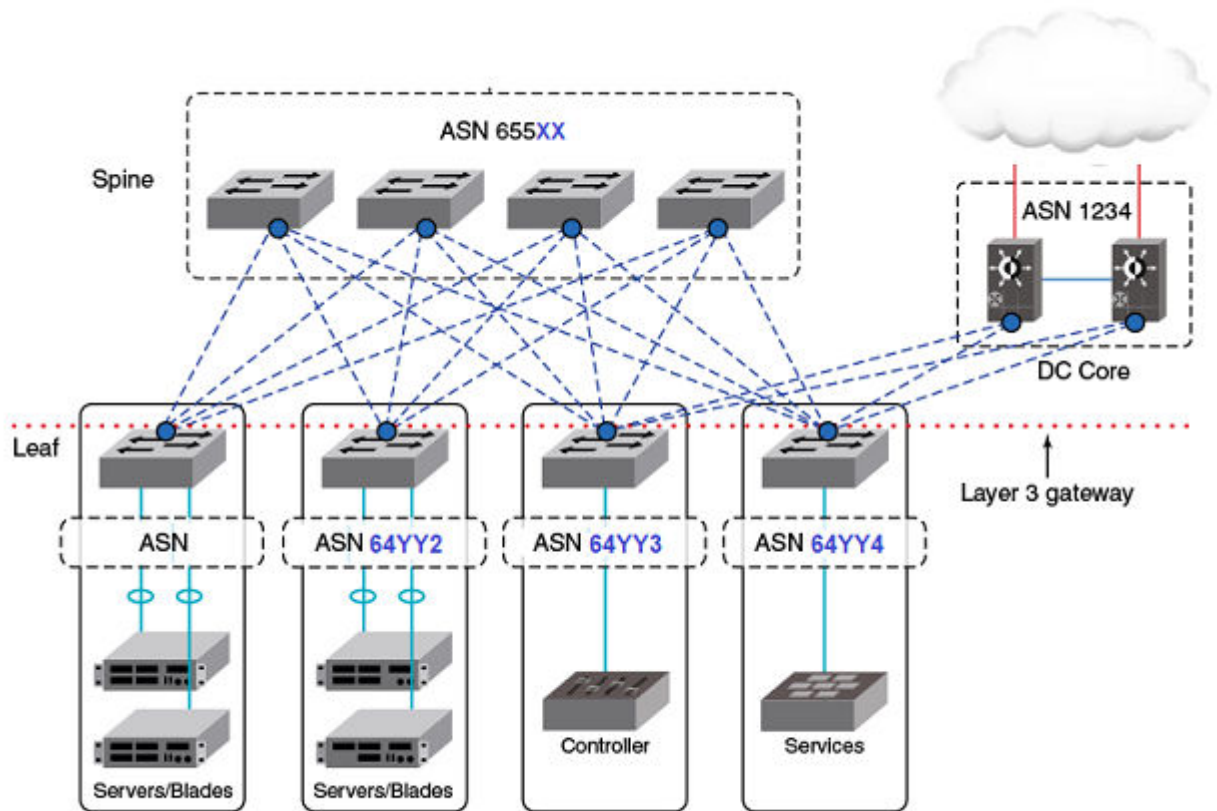 ASN 655XX
Spine
ASN 1234
DC Core
Leaf
Layer 3 gateway
ASN
ASN 64YY2
ASN 64YY3
ASN 64YY4
Servers/Blades
Servers/Blades
Controller
Services